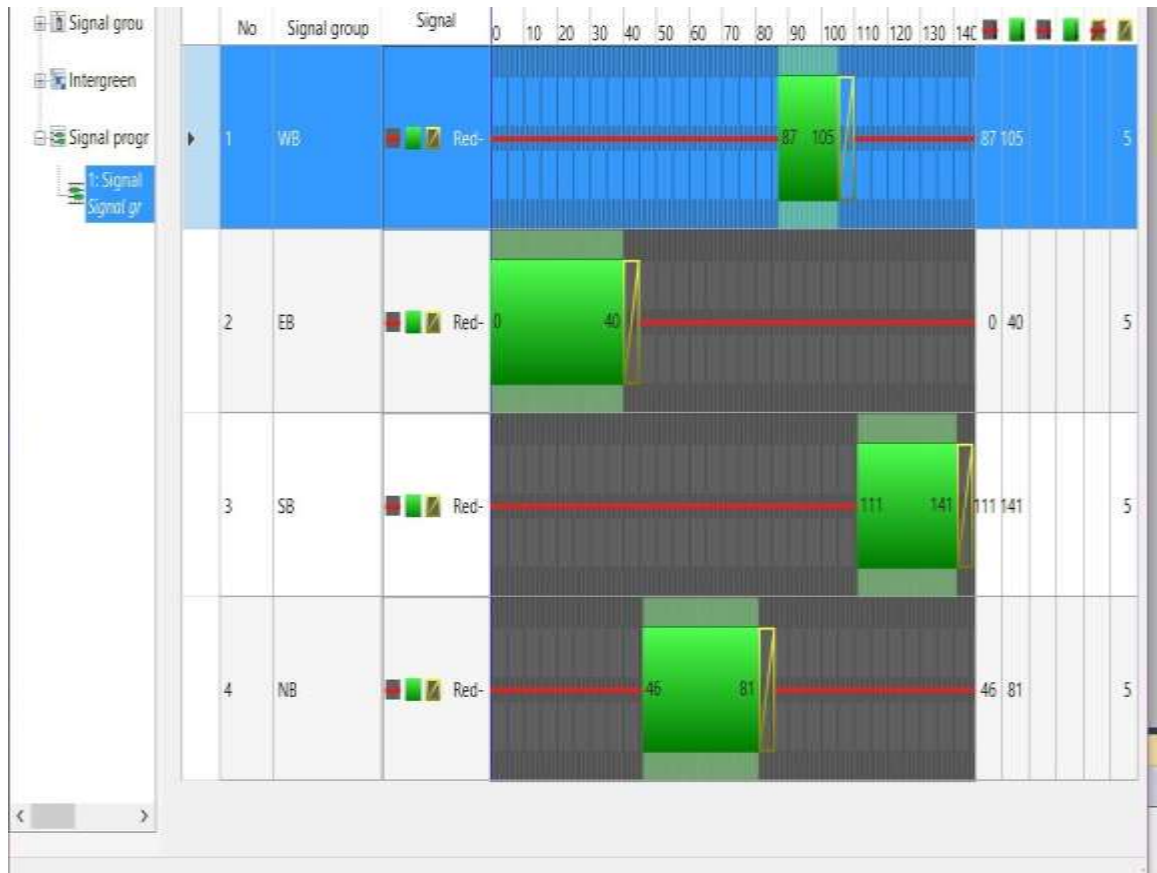 Signal grou
No Signal group Signal 0 10 20 30 40 50 60 70 80 90 100 110 120 130 140
Intergreen
Signal progr
1 WB Red- 87 105 87 105 5
1: Signal
Signal gr
2 EB Red- 0 40 0 40 5
3 SB Red- 111 141 111 141 5
4 NB Red- 46 81 46 81 5